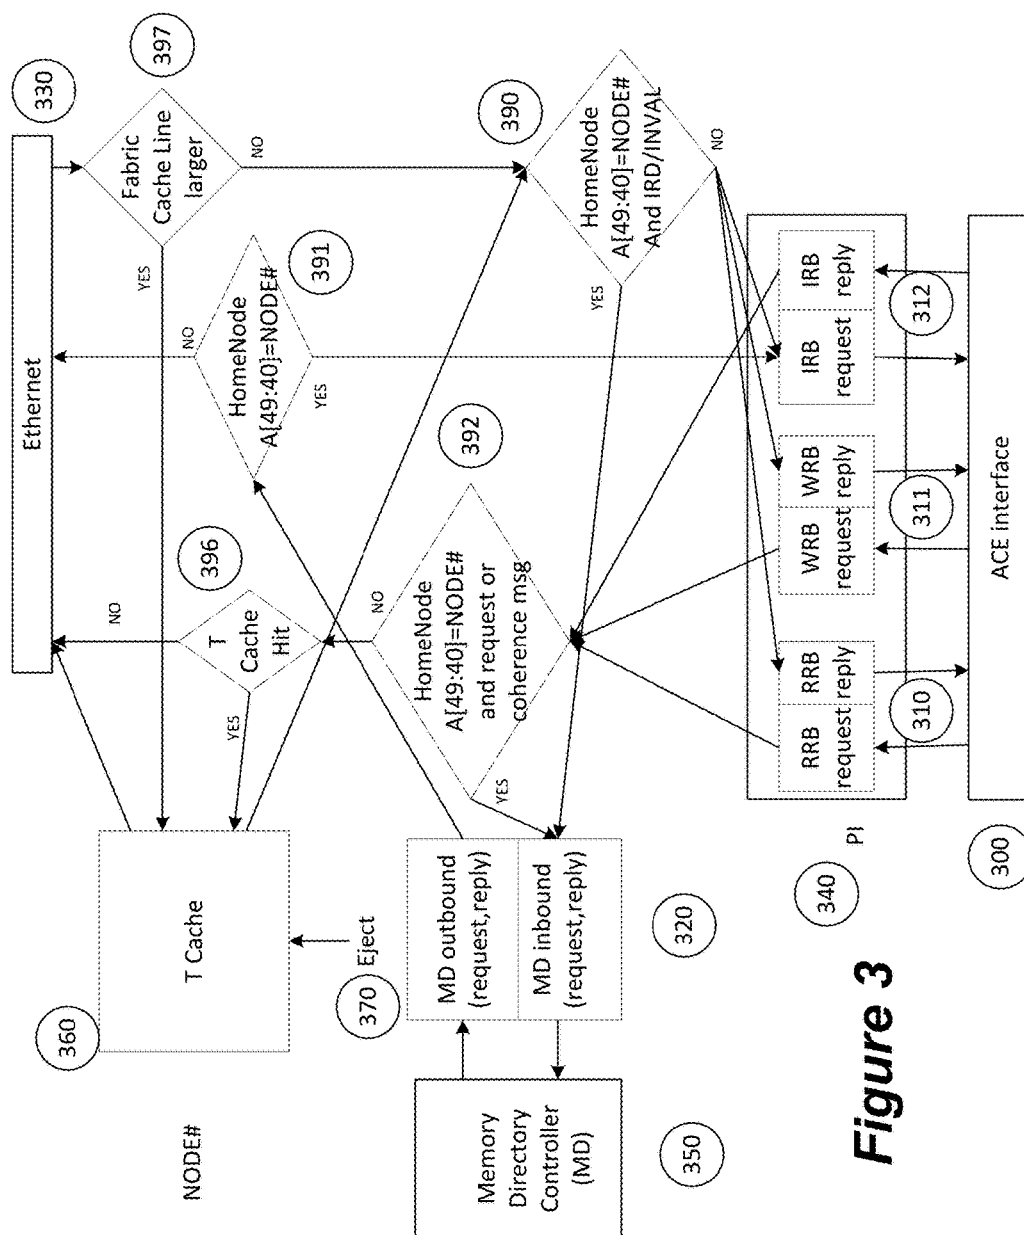 NODE#
360
T Cache
370
Eject
Memory
Directory
Controller
(MD)
350
MD outbound
(request,reply)
MD inbound
(request,reply)
320
YES
T
Cache
Hit
396
NO
YES
HomeNode
A[49:40]=NODE#
and request or
coherence msg
392
NO
YES
HomeNode
A[49:40]=NODE#
391
NO
YES
Ethernet
330
Fabric
Cache Line
larger
397
NO
HomeNode
A[49:40]=NODE#
And IRD/INVAL
390
YES
NO
340
PI
RRB
request
RRB
reply
310
WRB
request
WRB
reply
311
IRB
request
IRB
reply
312
300
ACE interface
Figure 3